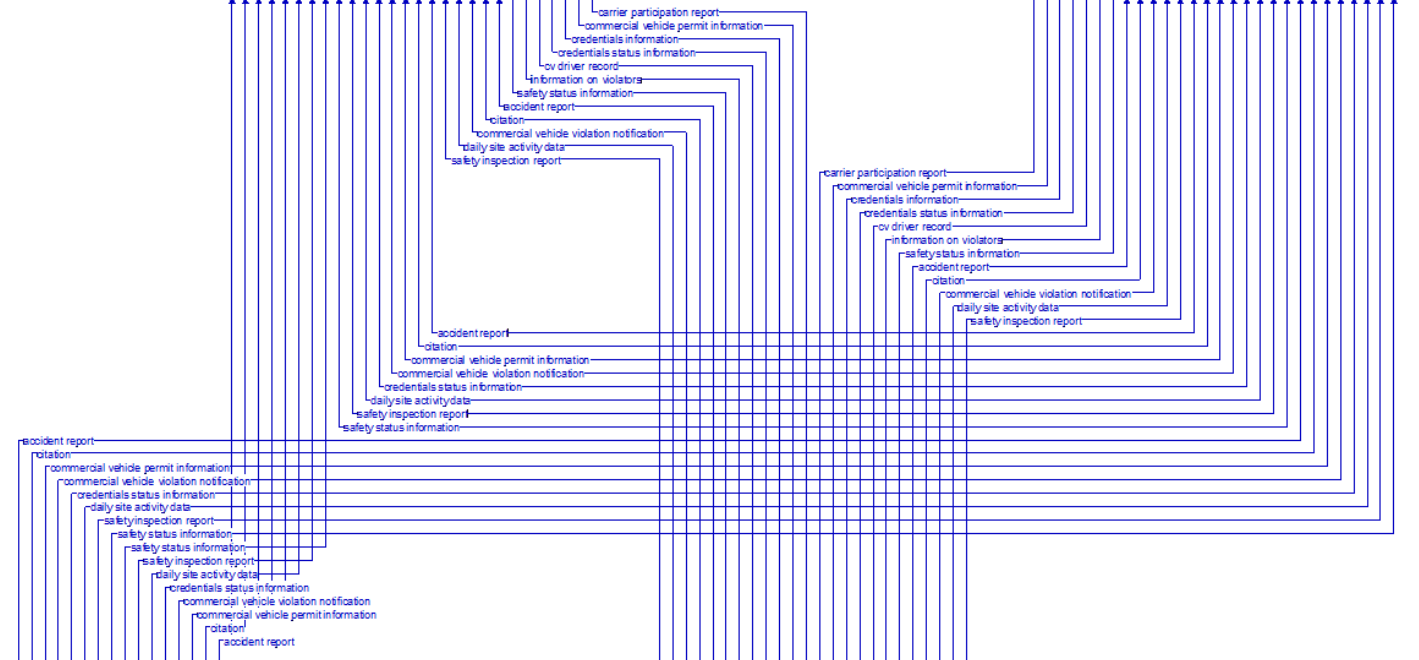 carrier participation report
commercial vehicle permit information
credentials information
credentials status information
cv driver record
information on violators
safety status information
accident report
citation
commercial vehicle violation notification
daily site activity data
safety inspection report
carrier participation report
commercial vehicle permit information
credentials information
credentials status information
cv driver record
information on violators
safety status information
accident report
citation
commercial vehicle violation notification
daily site activity data
safety inspection report
accident report
citation
commercial vehicle permit information
commercial vehicle violation notification
credentials status information
daily site activity data
safety inspection report
safety status information
accident report
citation
commercial vehicle permit information
commercial vehicle violation notification
credentials status information
daily site activity data
safety inspection report
safety status information
safety status information
safety inspection report
daily site activity data
credentials status information
commercial vehicle violation notification
commercial vehicle permit information
citation
accident report